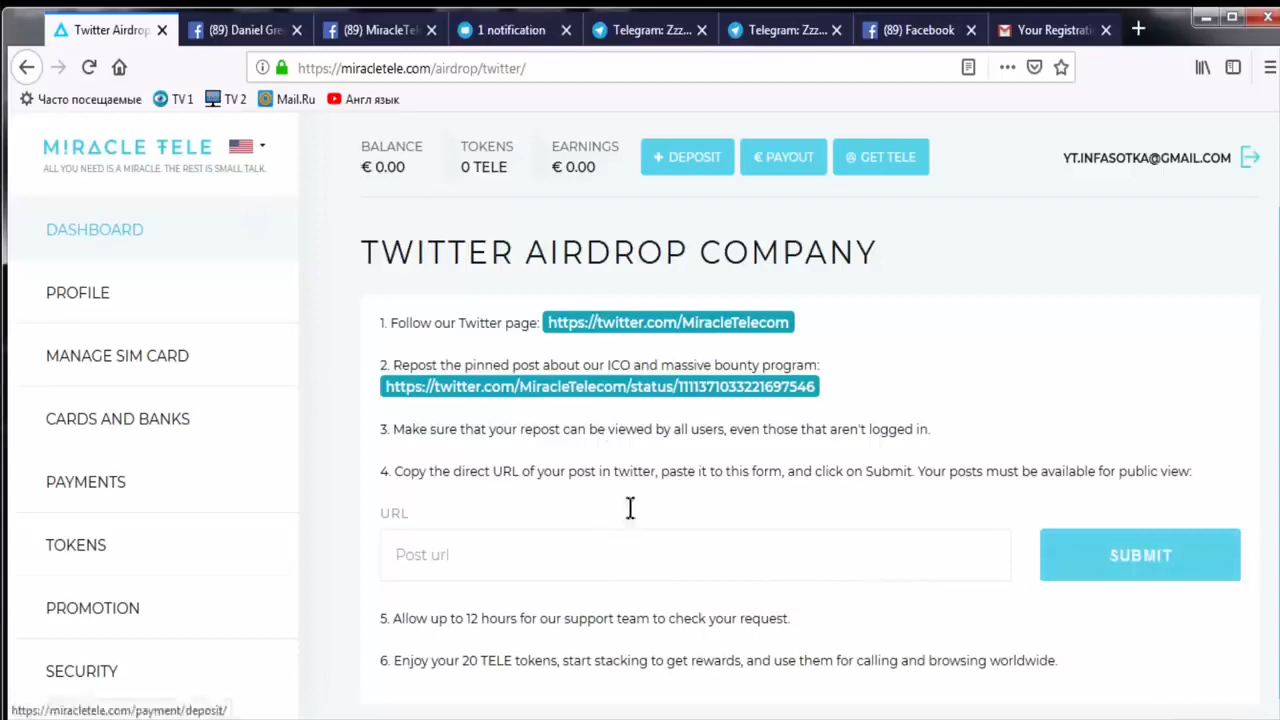 Twitter Airdrop
(89) Daniel Gre
(89) MiracleTel
1 notification
Telegram: Zzz...
Telegram: Zzz...
(89) Facebook
Your Registrati
https://miracletele.com/airdrop/twitter/
Часто посещаемые
TV 1
TV 2
Mail.Ru
Англ язык
M!RACLE TELE
ALL YOU NEED IS A MIRACLE. THE REST IS SMALL TALK.
BALANCE
€ 0.00
TOKENS
0 TELE
EARNINGS
€ 0.00
+ DEPOSIT
€ PAYOUT
GET TELE
YT.INFASOTKA@GMAIL.COM
DASHBOARD
PROFILE
MANAGE SIM CARD
CARDS AND BANKS
PAYMENTS
TOKENS
PROMOTION
SECURITY
TWITTER AIRDROP COMPANY
1. Follow our Twitter page: https://twitter.com/MiracleTelecom
2. Repost the pinned post about our ICO and massive bounty program:
https://twitter.com/MiracleTelecom/status/1111371033221697546
3. Make sure that your repost can be viewed by all users, even those that aren't logged in.
4. Copy the direct URL of your post in twitter, paste it to this form, and click on Submit. Your posts must be available for public view:
URL
Post url
SUBMIT
5. Allow up to 12 hours for our support team to check your request.
6. Enjoy your 20 TELE tokens, start stacking to get rewards, and use them for calling and browsing worldwide.
https://miracletele.com/payment/deposit/